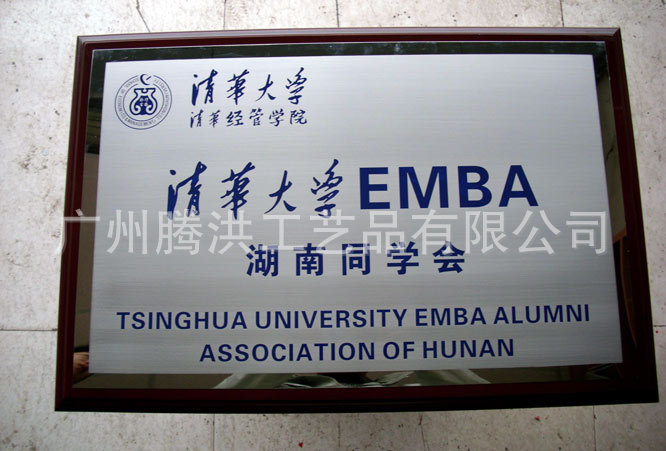 清華大学
清華经管学院
清華大学EMBA
广州腾洪工艺品有限公司
湖南同学会
TSINGHUA UNIVERSITY EMBA ALUMNI
ASSOCIATION OF HUNAN